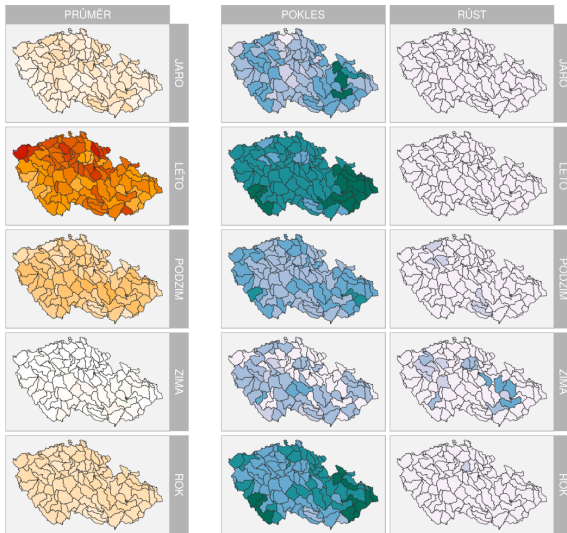 PRŮMĚR
POKLES
RŮST
JARO
JARO
LÉTO
LÉTO
PODZIM
PODZIM
ZIMA
ZIMA
ROK
ROK